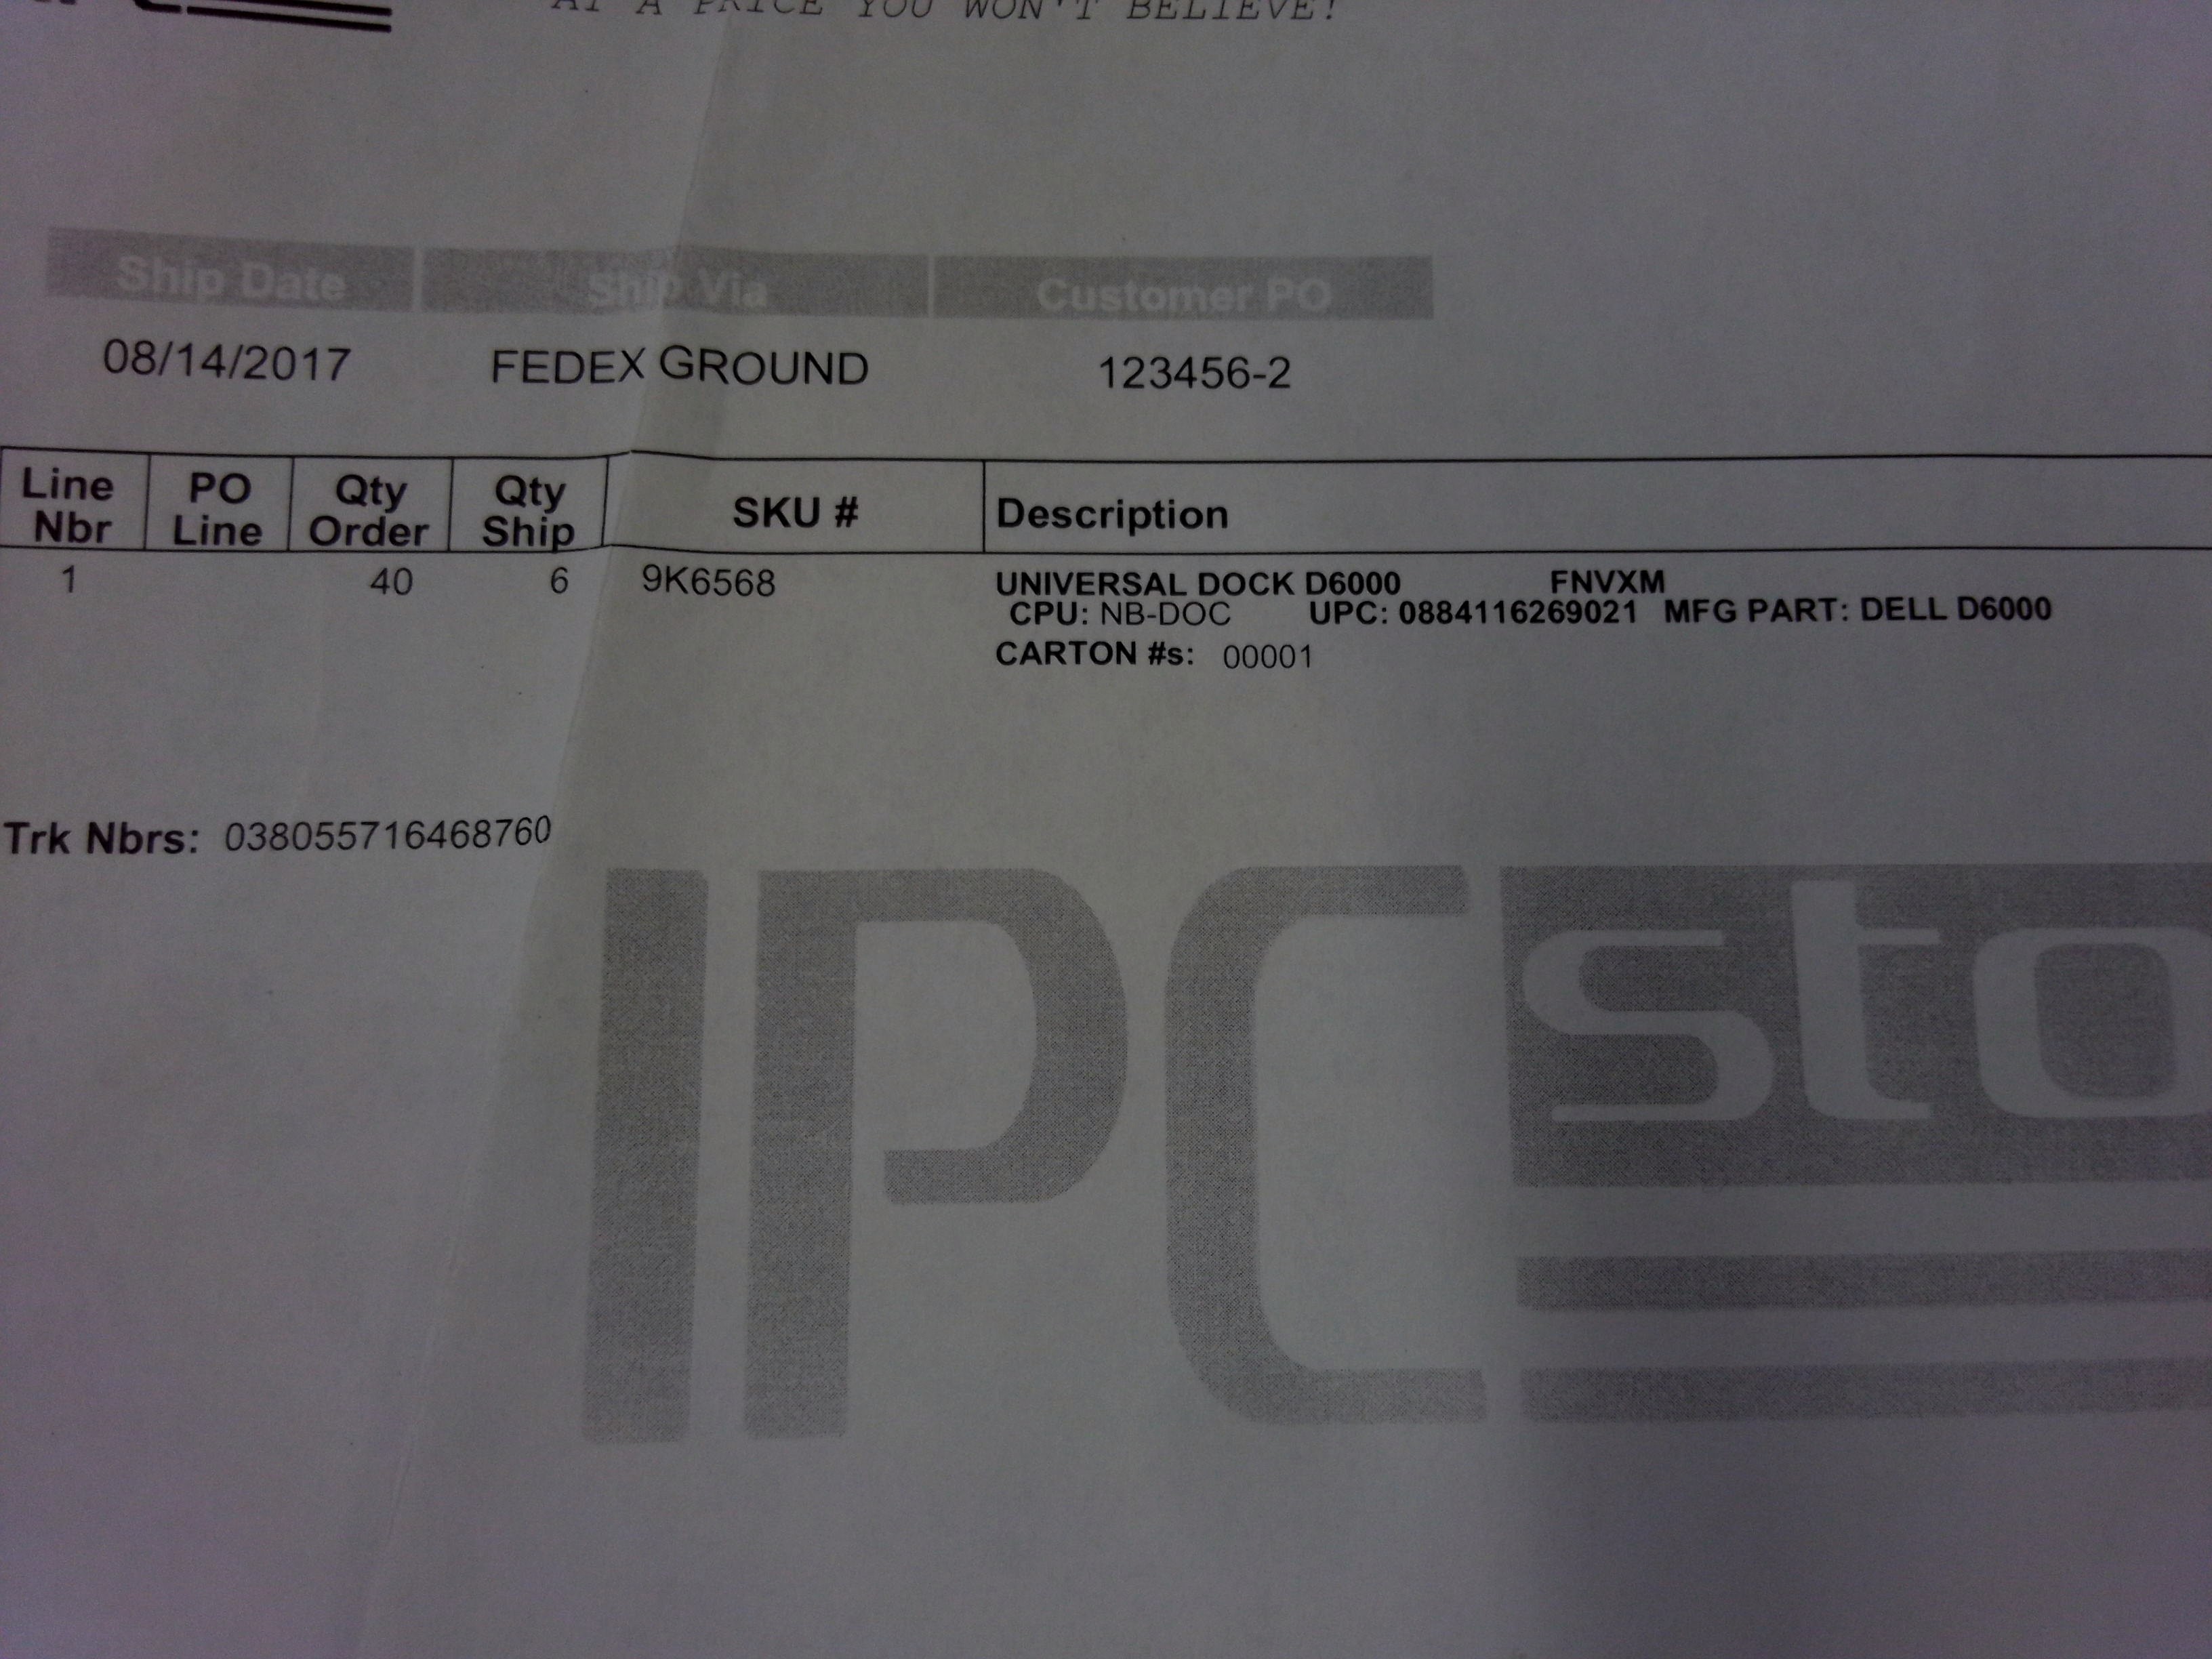 AT A PRICE YOU WON'T BELIEVE!
Ship Date Ship Via Customer PO
08/14/2017 FEDEX GROUND 123456-2
Line Nbr PO Line Qty Order Qty Ship SKU # Description
1 40 6 9K6568 UNIVERSAL DOCK D6000 FNVXM
CPU: NB-DOC UPC: 0884116269021 MFG PART: DELL D6000
CARTON #s: 00001
Trk Nbrs: 038055716468760
IPC sto